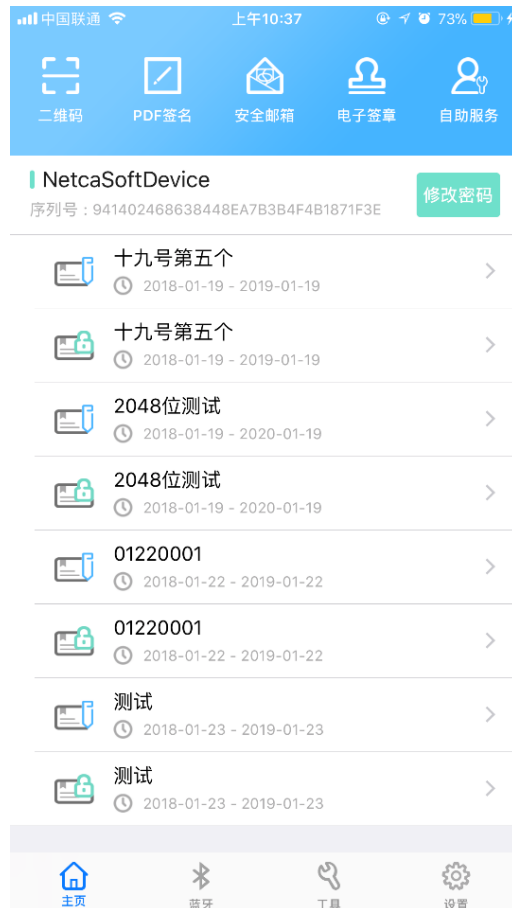 中国联通 上午10:37 73%
二维码 PDF签名 安全邮箱 电子签章 自助服务
NetcaSoftDevice
修改密码
序列号：941402468638448EA7B3B4F4B1871F3E
十九号第五个
2018-01-19 - 2019-01-19
十九号第五个
2018-01-19 - 2019-01-19
2048位测试
2018-01-19 - 2020-01-19
2048位测试
2018-01-19 - 2020-01-19
01220001
2018-01-22 - 2019-01-22
01220001
2018-01-22 - 2019-01-22
测试
2018-01-23 - 2019-01-23
测试
2018-01-23 - 2019-01-23
主页 蓝牙 工具 设置